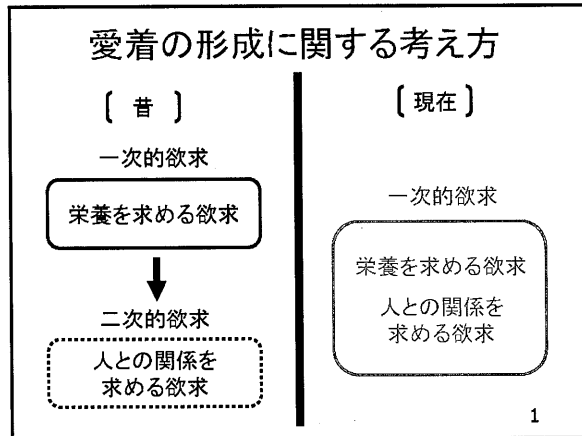 愛着の形成に関する考え方
〔 昔 〕
一次的欲求
栄養を求める欲求
二次的欲求
人との関係を
求める欲求
〔 現在 〕
一次的欲求
栄養を求める欲求
人との関係を
求める欲求
1